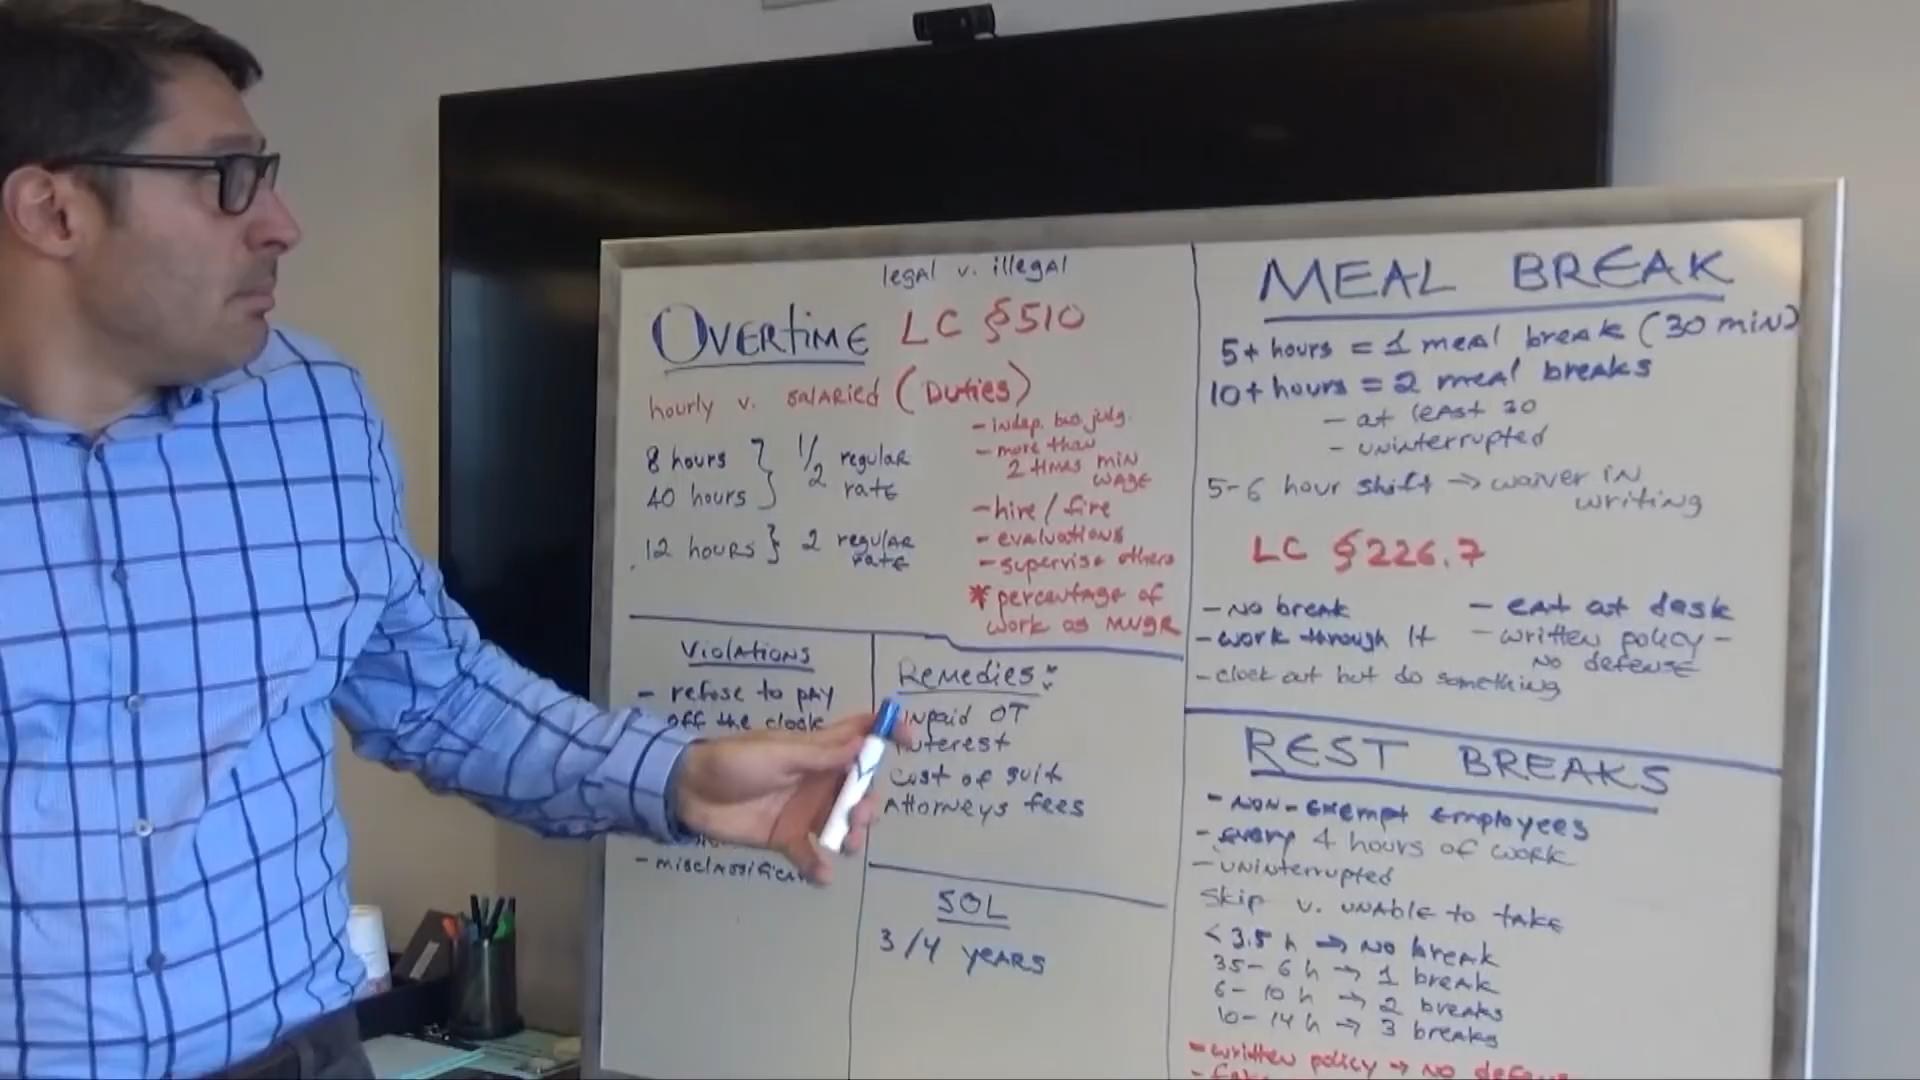 legal v. illegal
OVERTIME LC §510
hourly v. salaried (Duties)
8 hours } 1/2 regular
40 hours } rate
12 hours } 2 regular
rate
- indep. bus. judg.
- more than
2 times min
wage
- hire / fire
- evaluations
- supervise others
* percentage of
work as MNGR
Violations
- refuse to pay
off the clock
- misclassific
Remedies:
unpaid OT
interest
Cost of suit
Attorneys fees
SOL
3/4 years
MEAL BREAK
5+ hours = 1 meal break (30 min)
10+ hours = 2 meal breaks
- at least 30
- uninterrupted
5-6 hour shift → waiver in
writing
LC §226.7
- NO break
- work through it
- clock out but do something
- eat at desk
- written policy -
NO defense
REST BREAKS
- NON-exempt Employees
- every 4 hours of work
- uninterrupted
Skip v. unable to take
< 3.5 h → NO break
3.5 - 6 h → 1 break
6 - 10 h → 2 breaks
10 - 14 h → 3 breaks
- written policy → NO defense